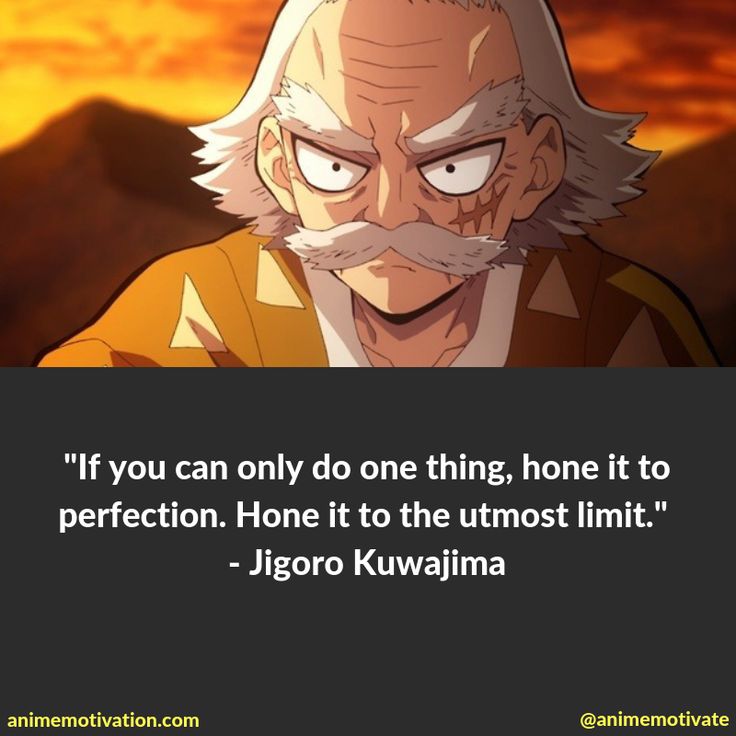 "If you can only do one thing, hone it to
perfection. Hone it to the utmost limit."
- Jigoro Kuwajima
animemotivation.com
@animemotivate